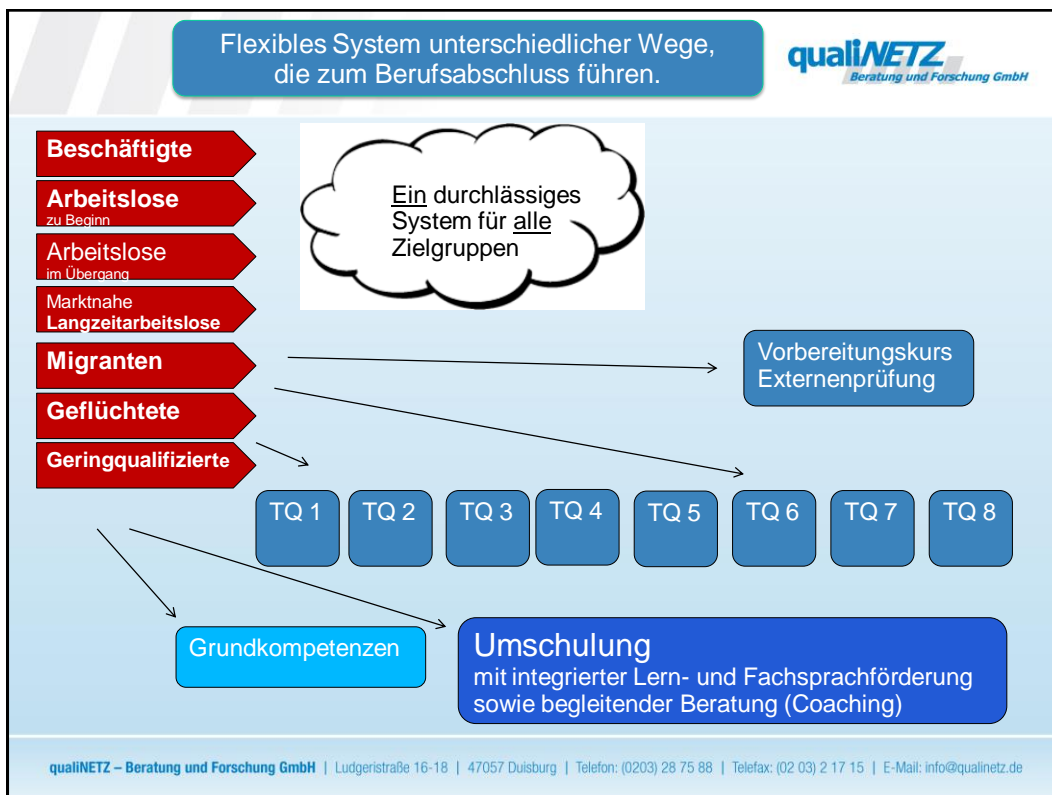 Flexibles System unterschiedlicher Wege,
die zum Berufsabschluss führen.
qualiNETZ
Beratung und Forschung GmbH
Beschäftigte
Arbeitslose
zu Beginn
Arbeitslose
im Übergang
Marktnahe
Langzeitarbeitslose
Migranten
Geflüchtete
Geringqualifizierte
Ein durchlässiges
System für alle
Zielgruppen
Vorbereitungskurs
Externenprüfung
TQ 1 TQ 2 TQ 3 TQ 4 TQ 5 TQ 6 TQ 7 TQ 8
Grundkompetenzen
Umschulung
mit integrierter Lern- und Fachsprachförderung
sowie begleitender Beratung (Coaching)
qualiNETZ – Beratung und Forschung GmbH | Ludgeristraße 16-18 | 47057 Duisburg | Telefon: (0203) 28 75 88 | Telefax: (02 03) 2 17 15 | E-Mail: info@qualinetz.de